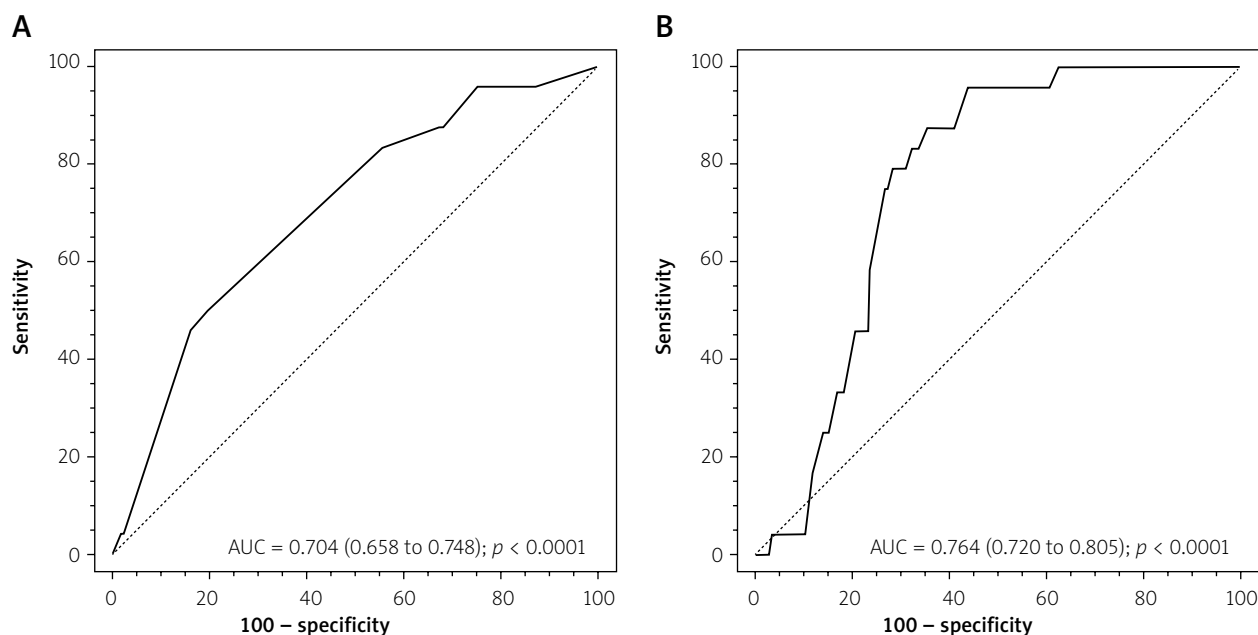 A
100
80
60
40
20
0
Sensitivity
AUC = 0.704 (0.658 to 0.748); p < 0.0001
0 20 40 60 80 100
100 – specificity
B
100
80
60
40
20
0
Sensitivity
AUC = 0.764 (0.720 to 0.805); p < 0.0001
0 20 40 60 80 100
100 – specificity